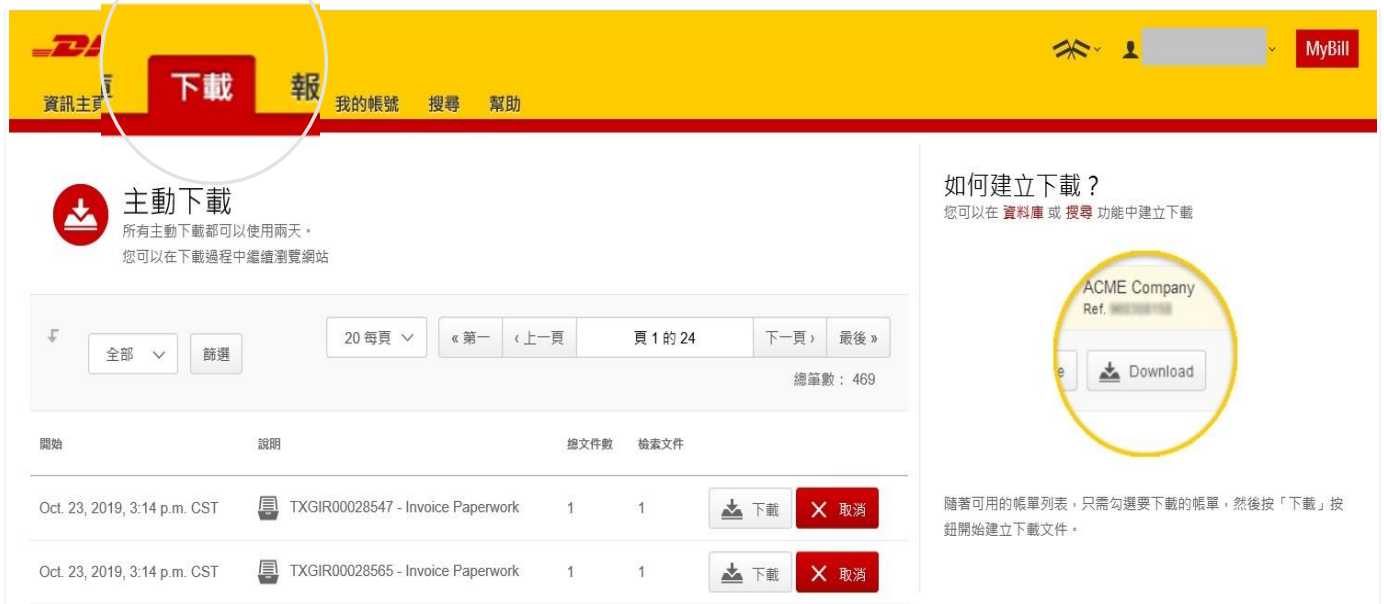 MyBill
資訊主頁
下載
報
我的帳號 搜尋 幫助
主動下載
所有主動下載都可以使用兩天。
您可以在下載過程中繼續瀏覽網站
全部 篩選
20 每頁 « 第一 ‹ 上一頁 頁 1 的 24 下一頁 › 最後 »
總筆數： 469
開始 說明 總文件數 檢索文件
Oct. 23, 2019, 3:14 p.m. CST TXGIR00028547 - Invoice Paperwork 1 1 下載 取消
Oct. 23, 2019, 3:14 p.m. CST TXGIR00028565 - Invoice Paperwork 1 1 下載 取消
如何建立下載？
您可以在 資料庫 或 搜尋 功能中建立下載
ACME Company
Ref.
Download
隨著可用的帳單列表，只需勾選要下載的帳單，然後按「下載」按
鈕開始建立下載文件。